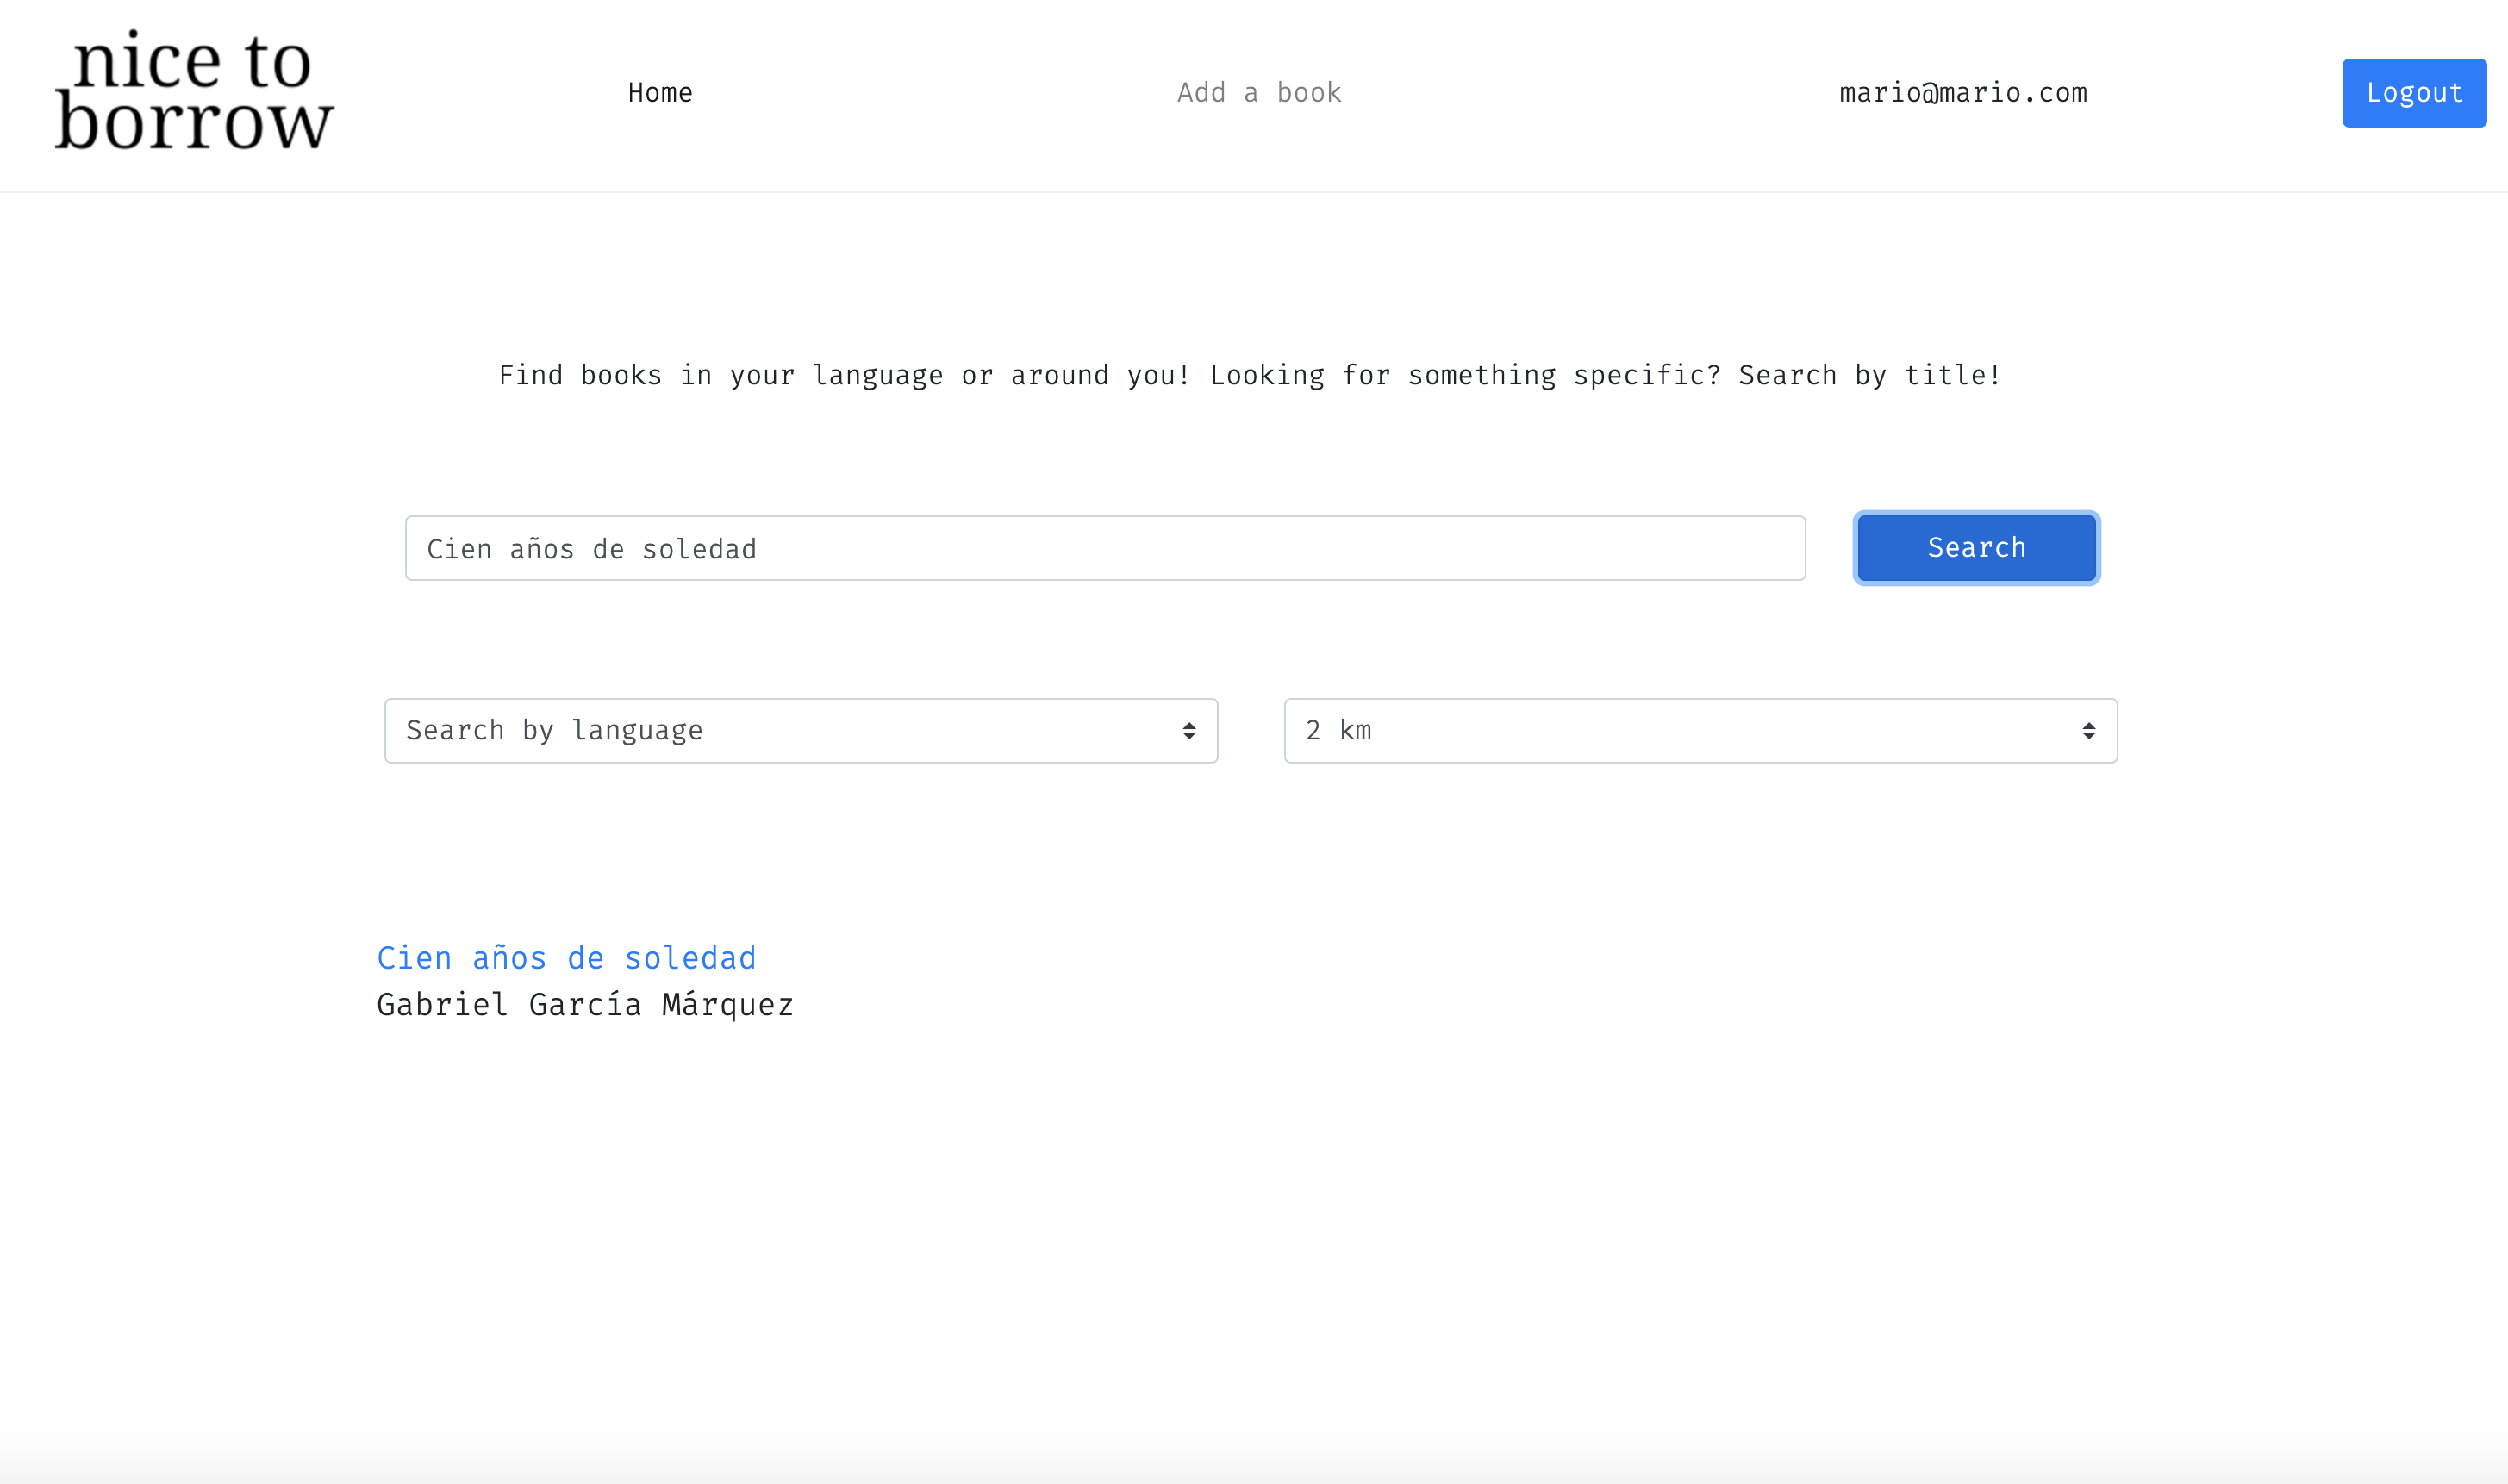 nice to
borrow
Home
Add a book
mario@mario.com
Logout
Find books in your language or around you! Looking for something specific? Search by title!
Cien años de soledad
Search
Search by language
2 km
Cien años de soledad
Gabriel García Márquez